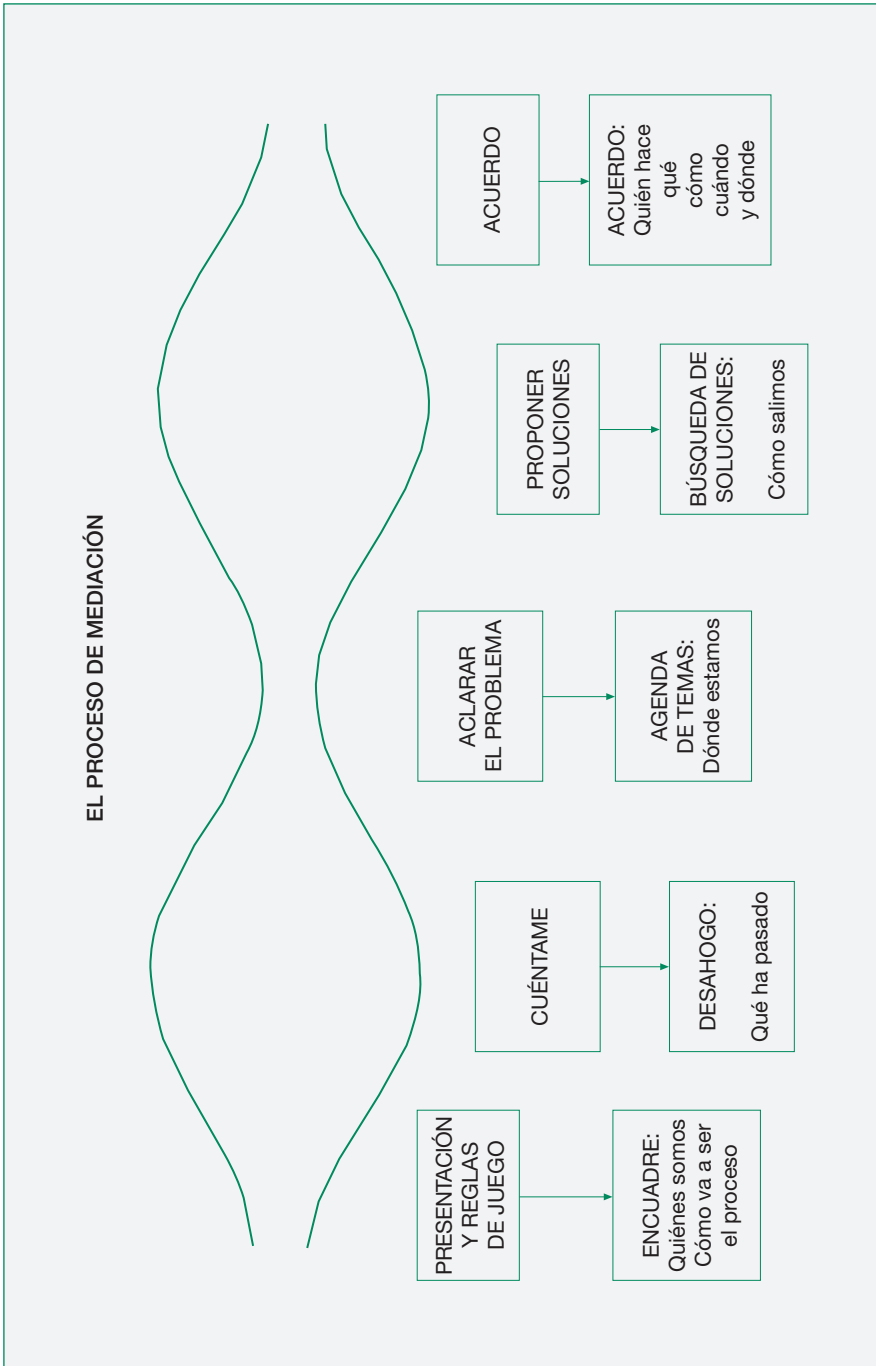 EL PROCESO DE MEDIACIÓN
PRESENTACIÓN
Y REGLAS
DE JUEGO
ENCUADRE:
Quiénes somos
Cómo va a ser
el proceso
CUÉNTAME
DESAHOGO:
Qué ha pasado
ACLARAR
EL PROBLEMA
AGENDA
DE TEMAS:
Dónde estamos
PROPONER
SOLUCIONES
BÚSQUEDA DE
SOLUCIONES:
Cómo salimos
ACUERDO
ACUERDO:
Quién hace
qué
cómo
cuándo
y dónde